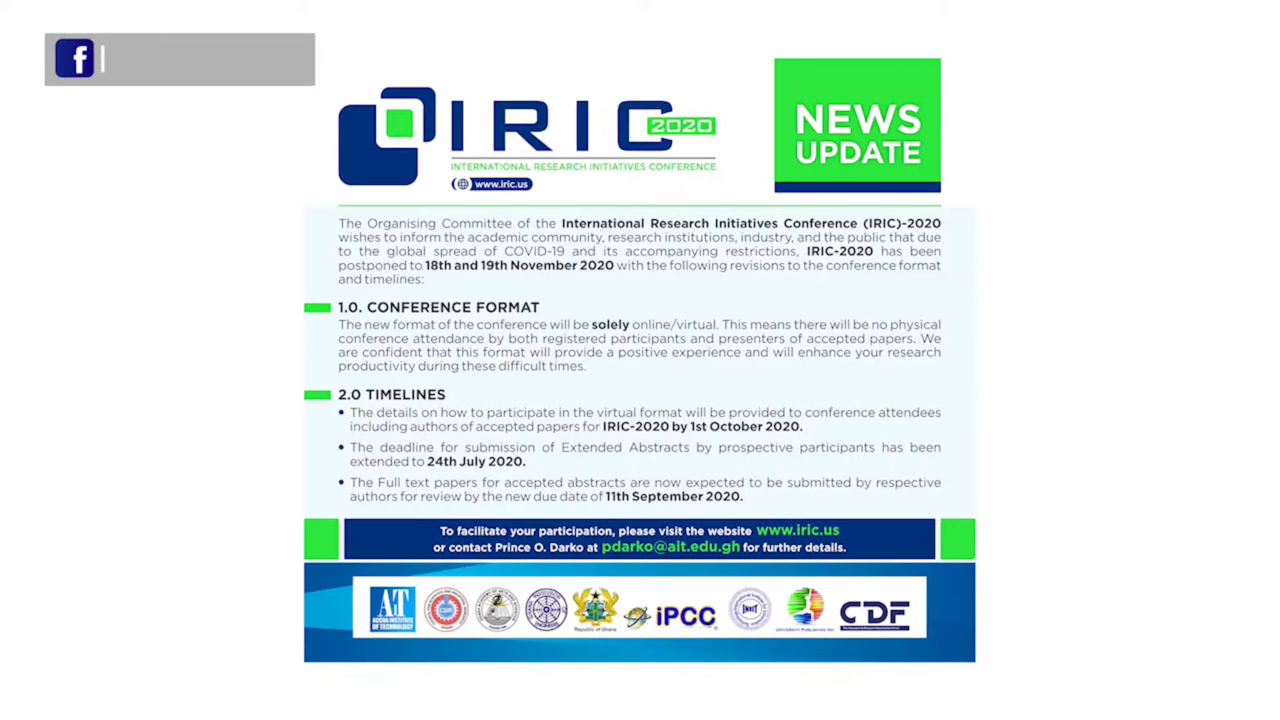 f
IRIC
2020
INTERNATIONAL RESEARCH INITIATIVES CONFERENCE
www.iric.us
NEWS
UPDATE
The Organising Committee of the International Research Initiatives Conference (IRIC)-2020
wishes to inform the academic community, research institutions, industry, and the public that due
to the global spread of COVID-19 and its accompanying restrictions, IRIC-2020 has been
postponed to 18th and 19th November 2020 with the following revisions to the conference format
and timelines:
1.0. CONFERENCE FORMAT
The new format of the conference will be solely online/virtual. This means there will be no physical
conference attendance by both registered participants and presenters of accepted papers. We
are confident that this format will provide a positive experience and will enhance your research
productivity during these difficult times.
2.0 TIMELINES
• The details on how to participate in the virtual format will be provided to conference attendees
including authors of accepted papers for IRIC-2020 by 1st October 2020.
• The deadline for submission of Extended Abstracts by prospective participants has been
extended to 24th July 2020.
• The Full text papers for accepted abstracts are now expected to be submitted by respective
authors for review by the new due date of 11th September 2020.
To facilitate your participation, please visit the website www.iric.us
or contact Prince O. Darko at pdarko@ait.edu.gh for further details.
AIT
ACCRA INSTITUTE
OF TECHNOLOGY
CSIR
Republic of Ghana
iPCC
CDF